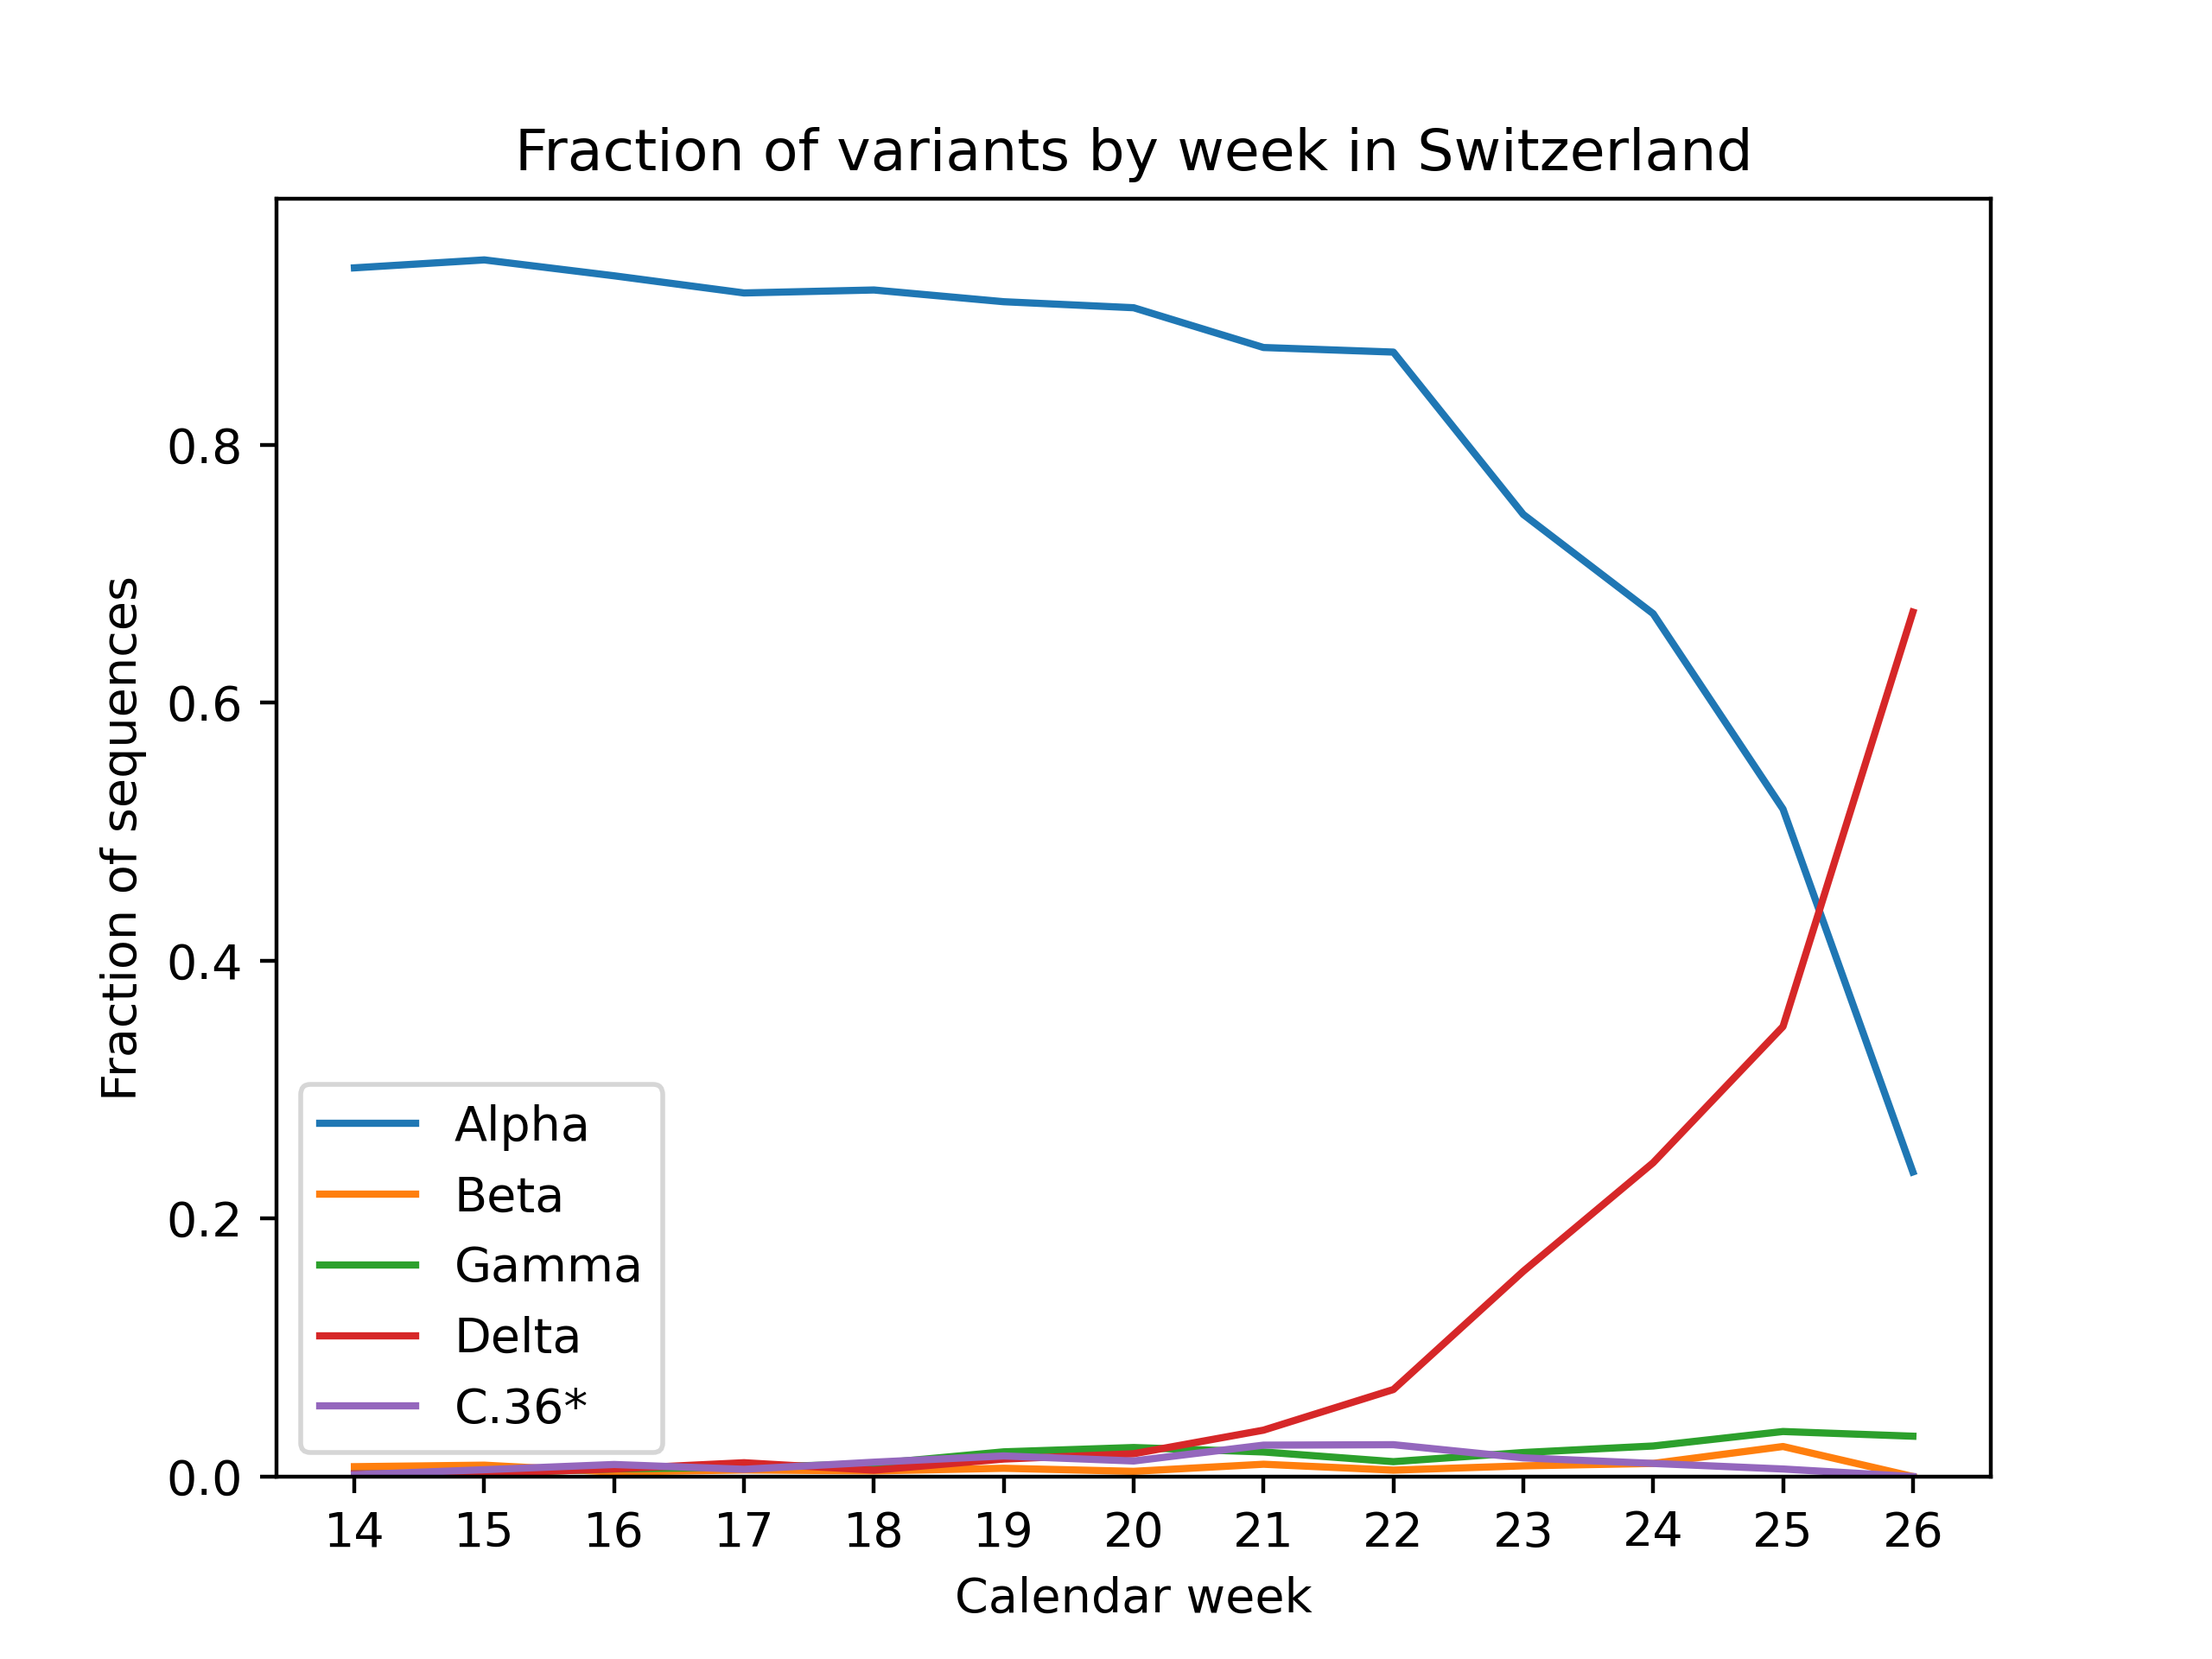 Fraction of variants by week in Switzerland
Fraction of sequences
0.8
0.6
0.4
0.2
0.0
Alpha
Beta
Gamma
Delta
C.36*
14 15 16 17 18 19 20 21 22 23 24 25 26
Calendar week